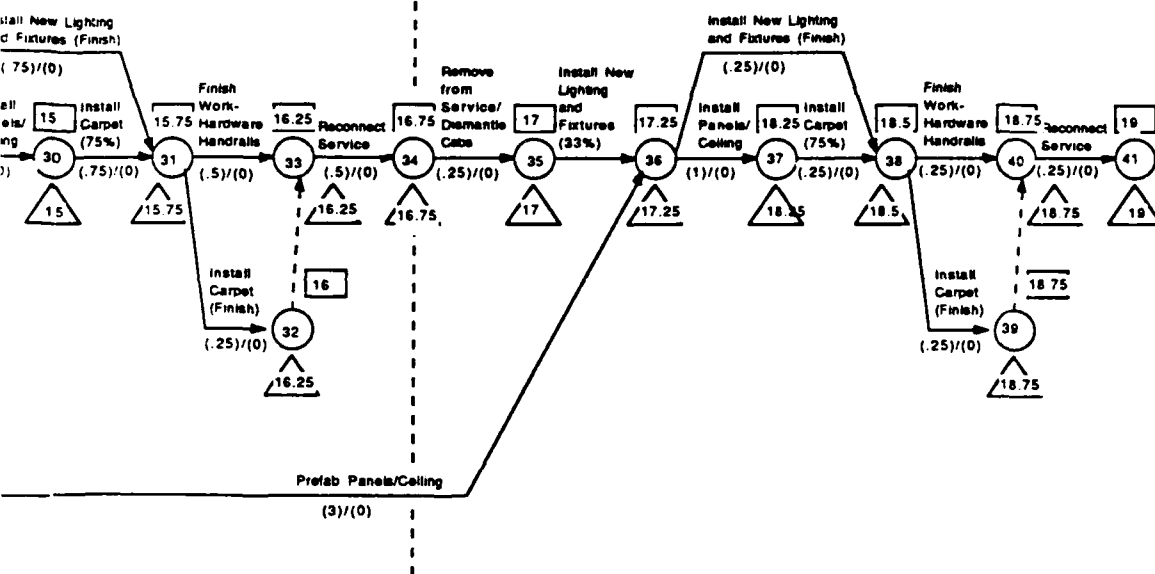 stall New Lighting
d Fixtures (Finish)
(.75)/(0)
Install New Lighting
and Fixtures (Finish)
(.25)/(0)
all
els/
ng
15
Install
Carpet
(75%)
15.75
Finish
Work-
Hardware
Handrails
16.25
Reconnect
Service
16.75
Remove
from
Service/
Dismantle
Cabs
17
Install New
Lighting
and
Fixtures
(33%)
17.25
Install
Panels/
Ceiling
18.25
Install
Carpet
(75%)
18.5
Finish
Work-
Hardware
Handrails
18.75
Reconnect
Service
19
30
31
33
34
35
36
37
38
40
41
0)
(.75)/(0)
(.5)/(0)
(.5)/(0)
(.25)/(0)
(1)/(0)
(.25)/(0)
(.25)/(0)
(.25)/(0)
15
15.75
16.25
16.75
17
17.25
18.25
18.5
18.75
19
Install
Carpet
(Finish)
(.25)/(0)
16
32
16.25
Install
Carpet
(Finish)
(.25)/(0)
18.75
39
18.75
Prefab Panels/Ceiling
(3)/(0)